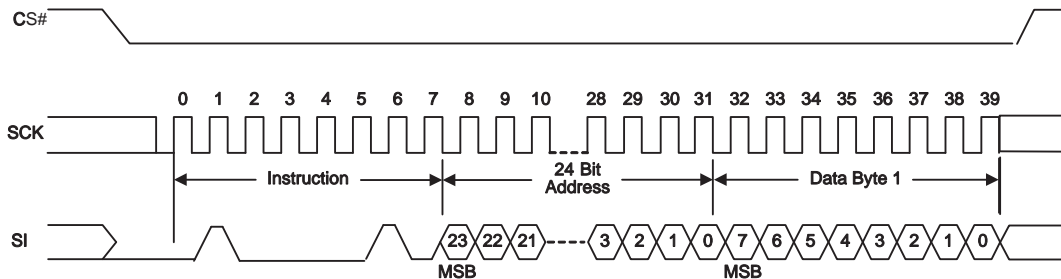 CS#
0 1 2 3 4 5 6 7 8 9 10 28 29 30 31 32 33 34 35 36 37 38 39
SCK
Instruction
24 Bit
Address
Data Byte 1
SI
23 22 21 3 2 1 0 7 6 5 4 3 2 1 0
MSB MSB